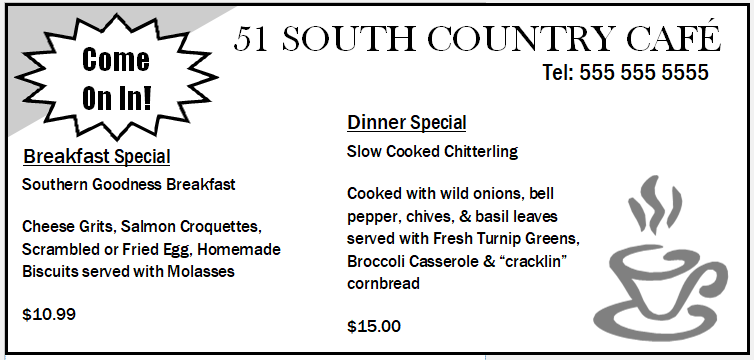 Come
On In!
51 SOUTH COUNTRY CAFÉ
Tel: 555 555 5555
Breakfast Special
Southern Goodness Breakfast
Cheese Grits, Salmon Croquettes,
Scrambled or Fried Egg, Homemade
Biscuits served with Molasses
$10.99
Dinner Special
Slow Cooked Chitterling
Cooked with wild onions, bell
pepper, chives, & basil leaves
served with Fresh Turnip Greens,
Broccoli Casserole & “cracklin”
cornbread
$15.00